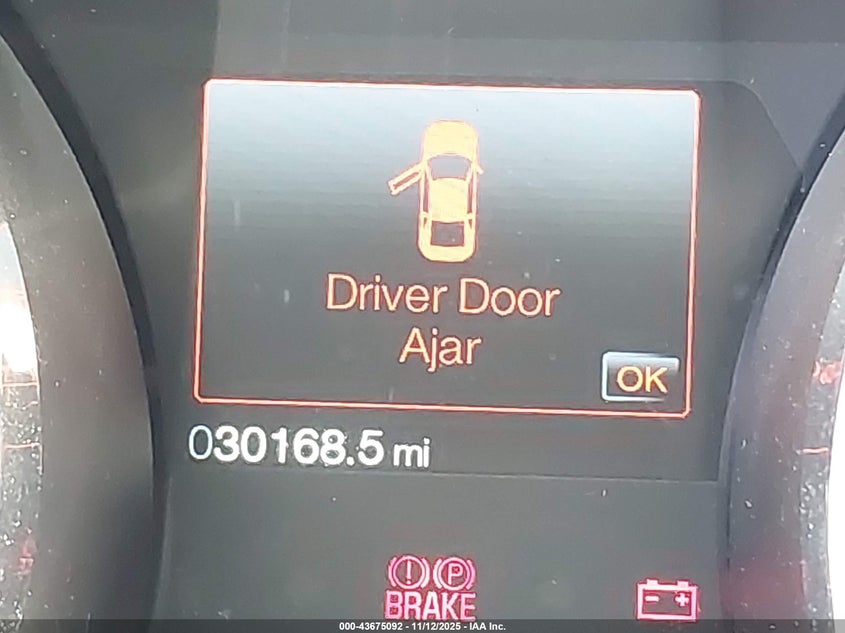 Driver Door
Ajar
OK
030168.5 mi
(!) (P)
BRAKE
- +
000-43675092 - 11/12/2025 - IAA Inc.